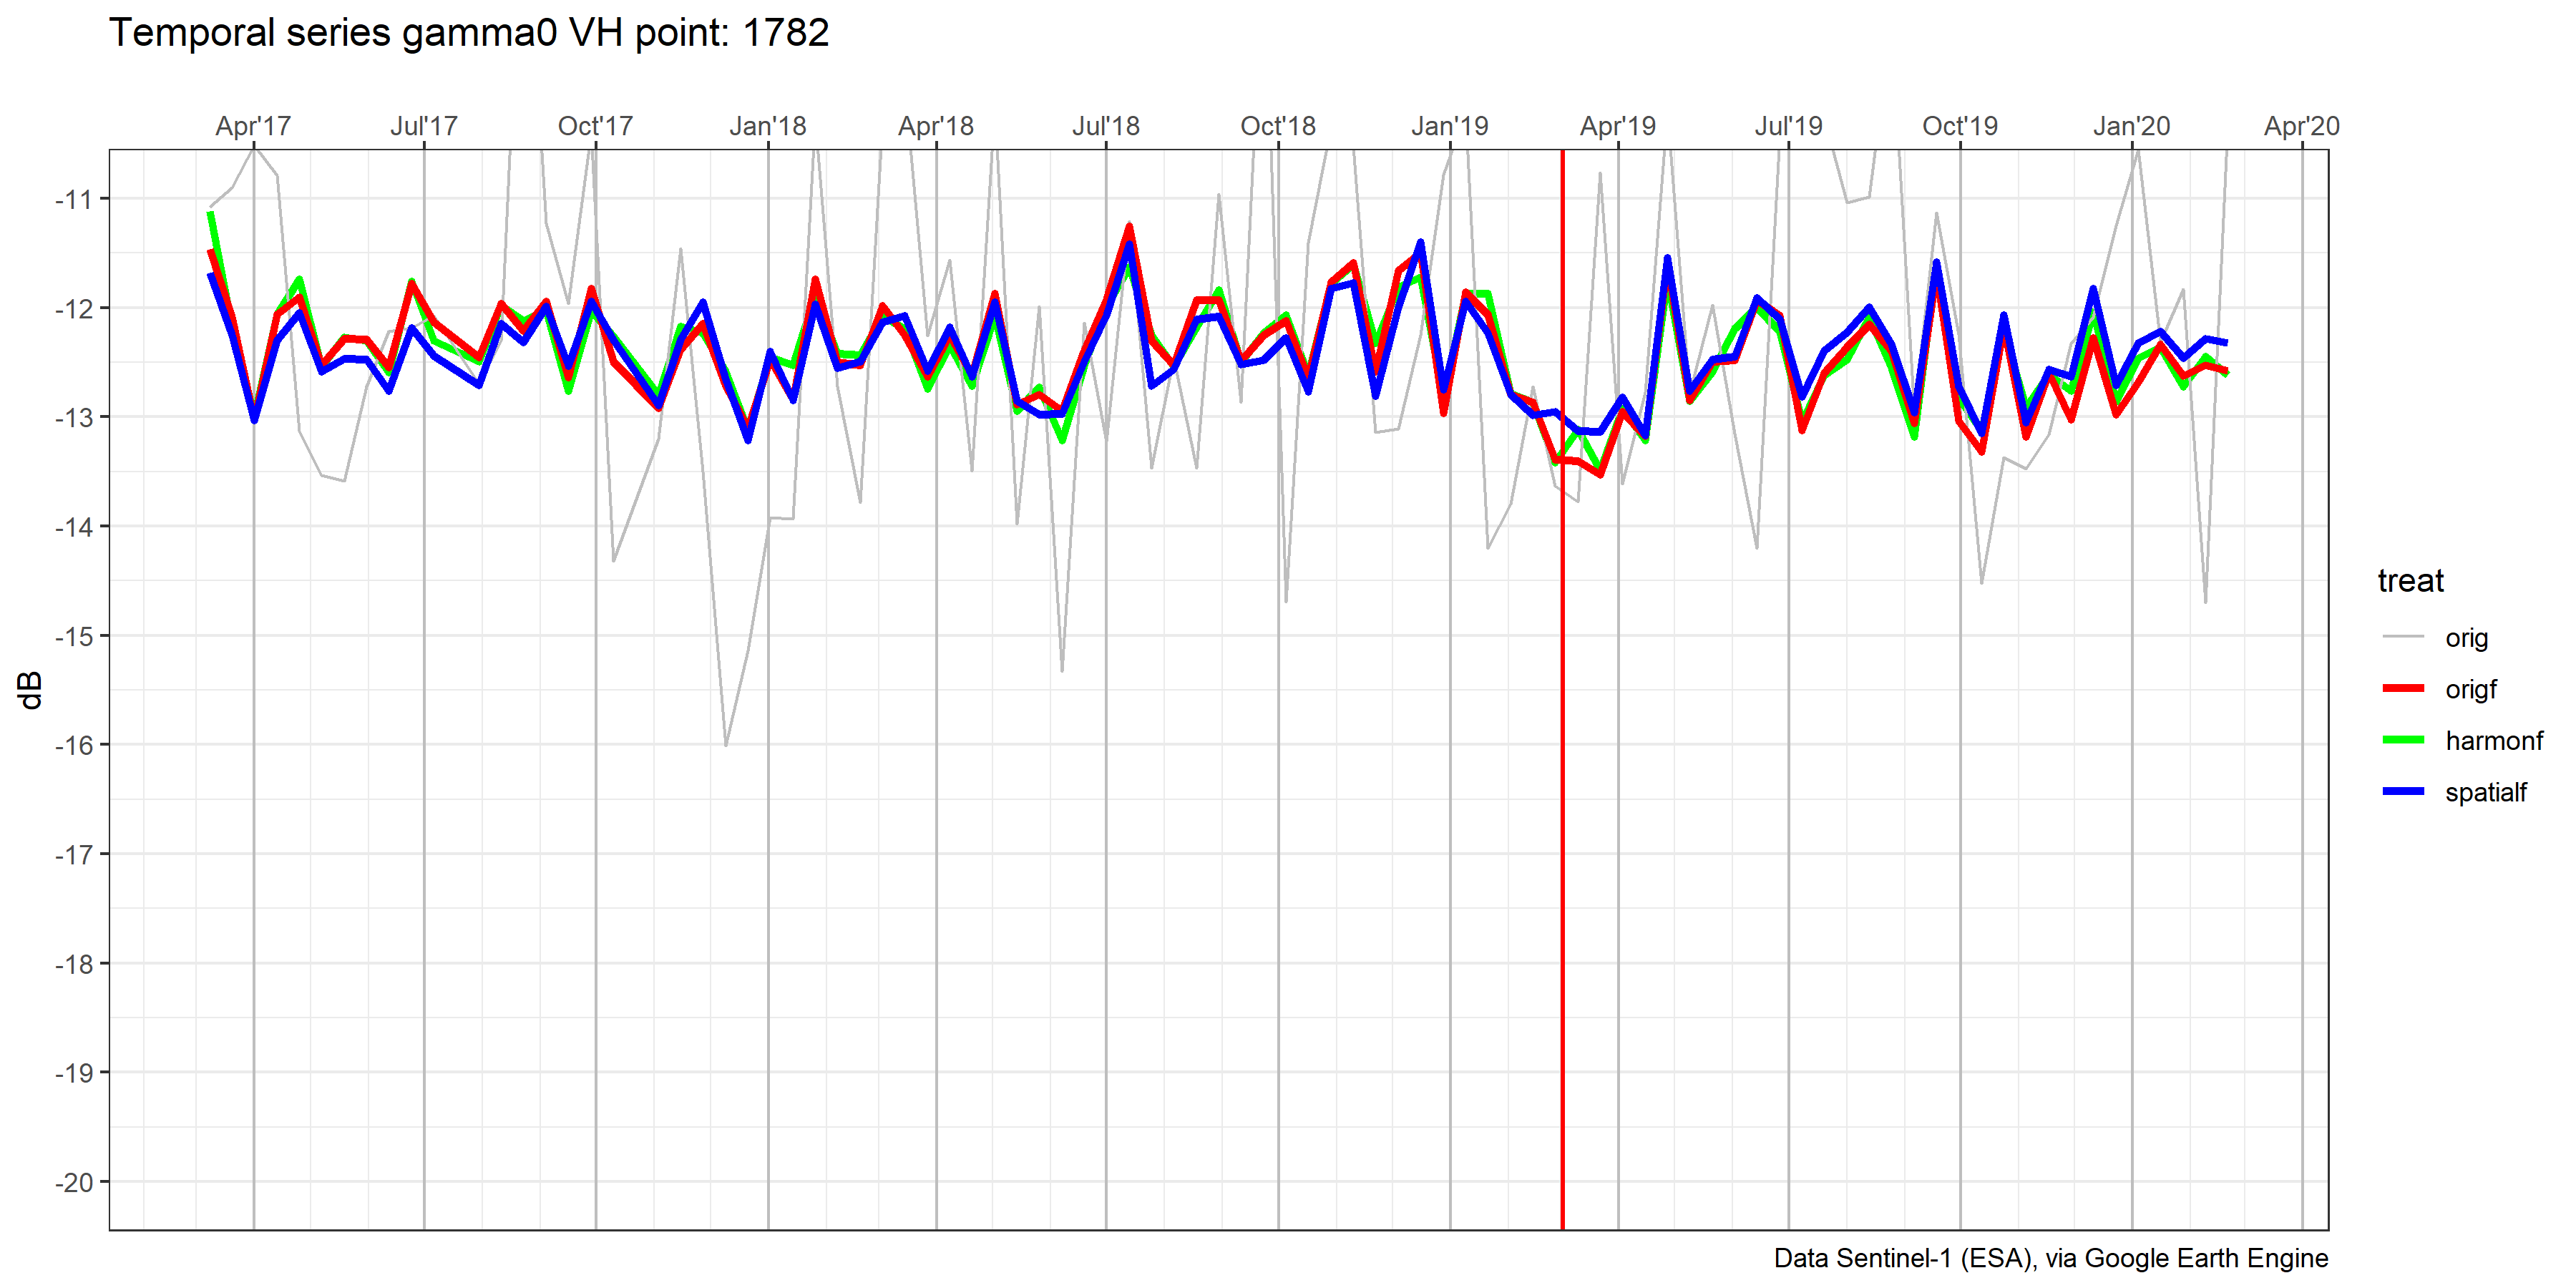 Temporal series gamma0 VH point: 1782
Apr'17 Jul'17 Oct'17 Jan'18 Apr'18 Jul'18 Oct'18 Jan'19 Apr'19 Jul'19 Oct'19 Jan'20 Apr'20
-11
-12
-13
-14
-15
-16
-17
-18
-19
-20
dB
treat
orig
origf
harmonf
spatialf
Data Sentinel-1 (ESA), via Google Earth Engine